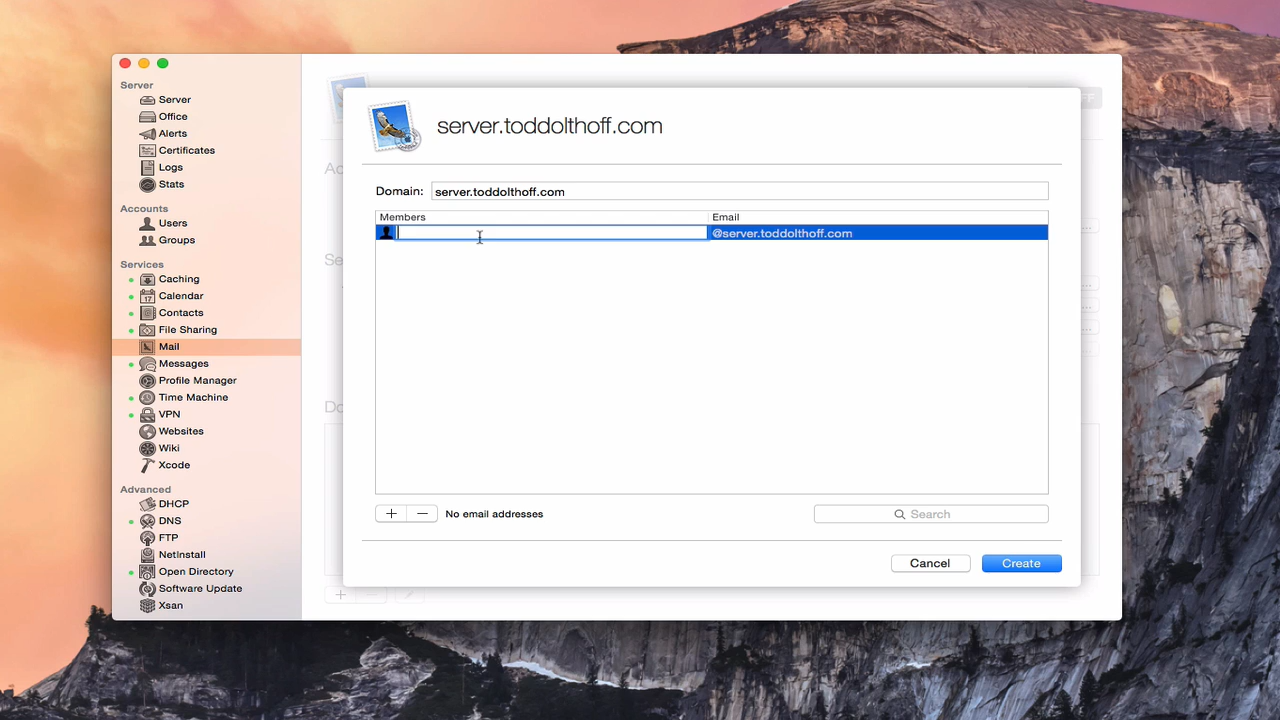 Server
Server
Office
Alerts
Certificates
Logs
Stats
Accounts
Users
Groups
Services
Caching
Calendar
Contacts
File Sharing
Mail
Messages
Profile Manager
Time Machine
VPN
Websites
Wiki
Xcode
Advanced
DHCP
DNS
FTP
NetInstall
Open Directory
Software Update
Xsan
server.toddolthoff.com
Domain: server.toddolthoff.com
Members Email
@server.toddolthoff.com
No email addresses
Search
Cancel Create